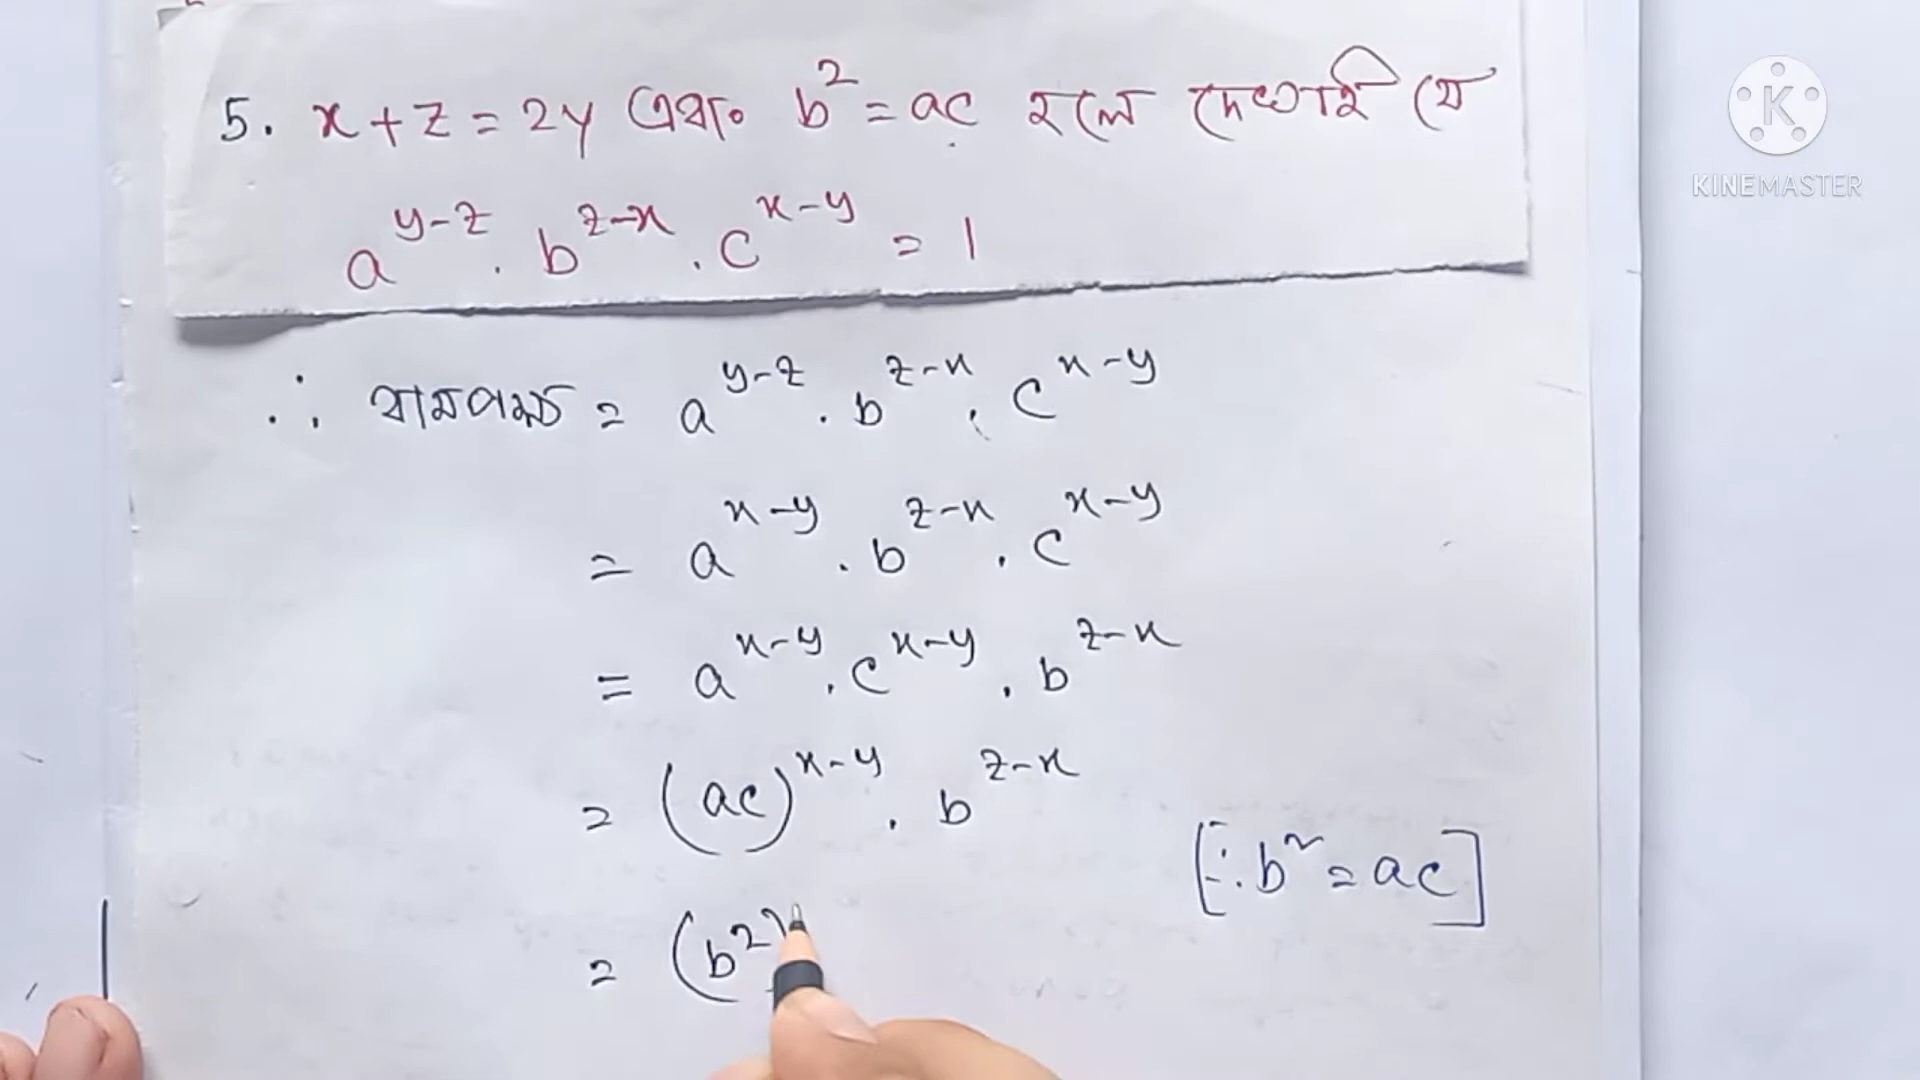 5. x + z = 2y এবং b² = ac হলে দেখাই যে
a^{y-z} . b^{z-x} . c^{x-y} = 1
KINEMASTER
∴ বামপক্ষ = a^{y-z} . b^{z-x} . c^{x-y}
= a^{x-y} . b^{z-x} . c^{x-y}
= a^{x-y} . c^{x-y} . b^{z-x}
= (ac)^{x-y} . b^{z-x}
[∵ b² = ac]
= (b²)